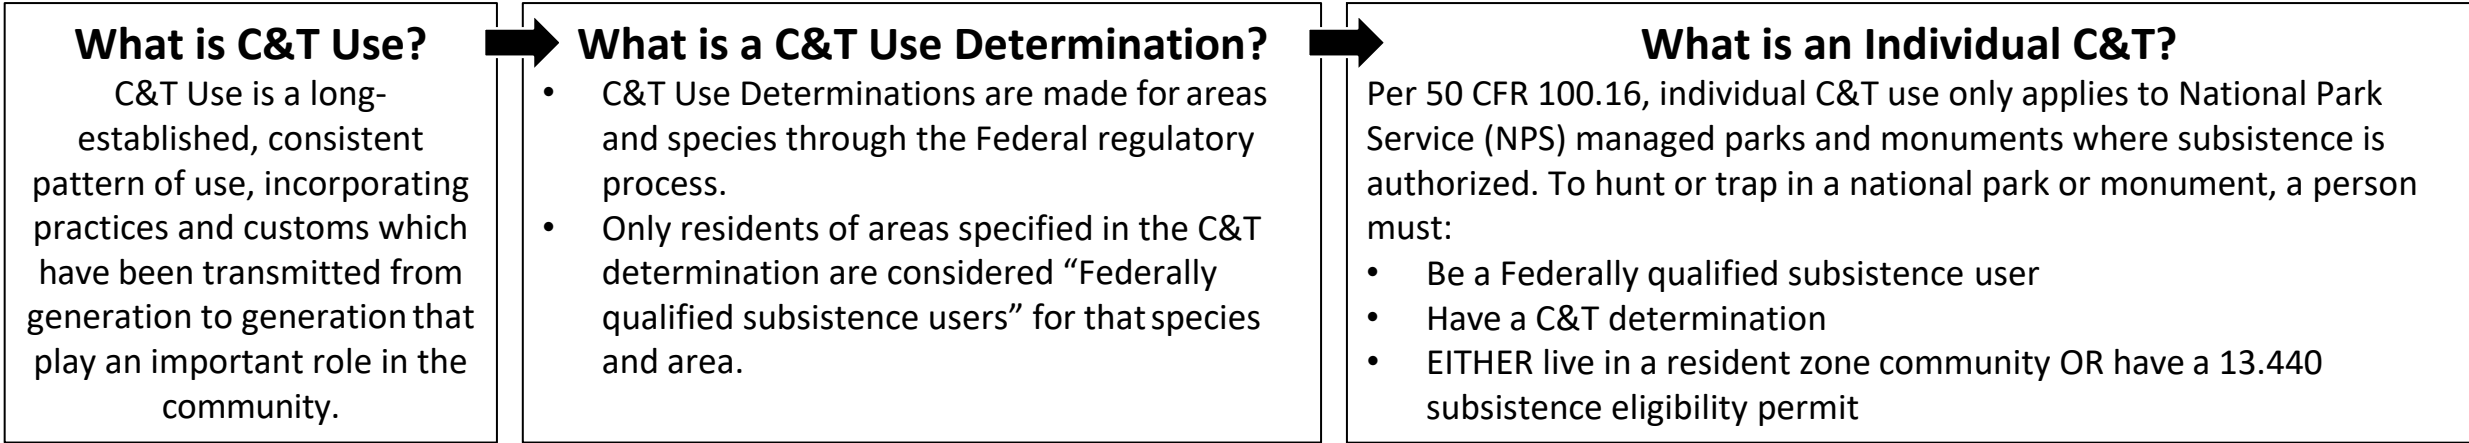 What is C&T Use?
C&T Use is a long-
established, consistent
pattern of use, incorporating
practices and customs which
have been transmitted from
generation to generation that
play an important role in the
community.
What is a C&T Use Determination?
• C&T Use Determinations are made for areas
and species through the Federal regulatory
process.
• Only residents of areas specified in the C&T
determination are considered “Federally
qualified subsistence users” for that species
and area.
What is an Individual C&T?
Per 50 CFR 100.16, individual C&T use only applies to National Park
Service (NPS) managed parks and monuments where subsistence is
authorized. To hunt or trap in a national park or monument, a person
must:
• Be a Federally qualified subsistence user
• Have a C&T determination
• EITHER live in a resident zone community OR have a 13.440
subsistence eligibility permit